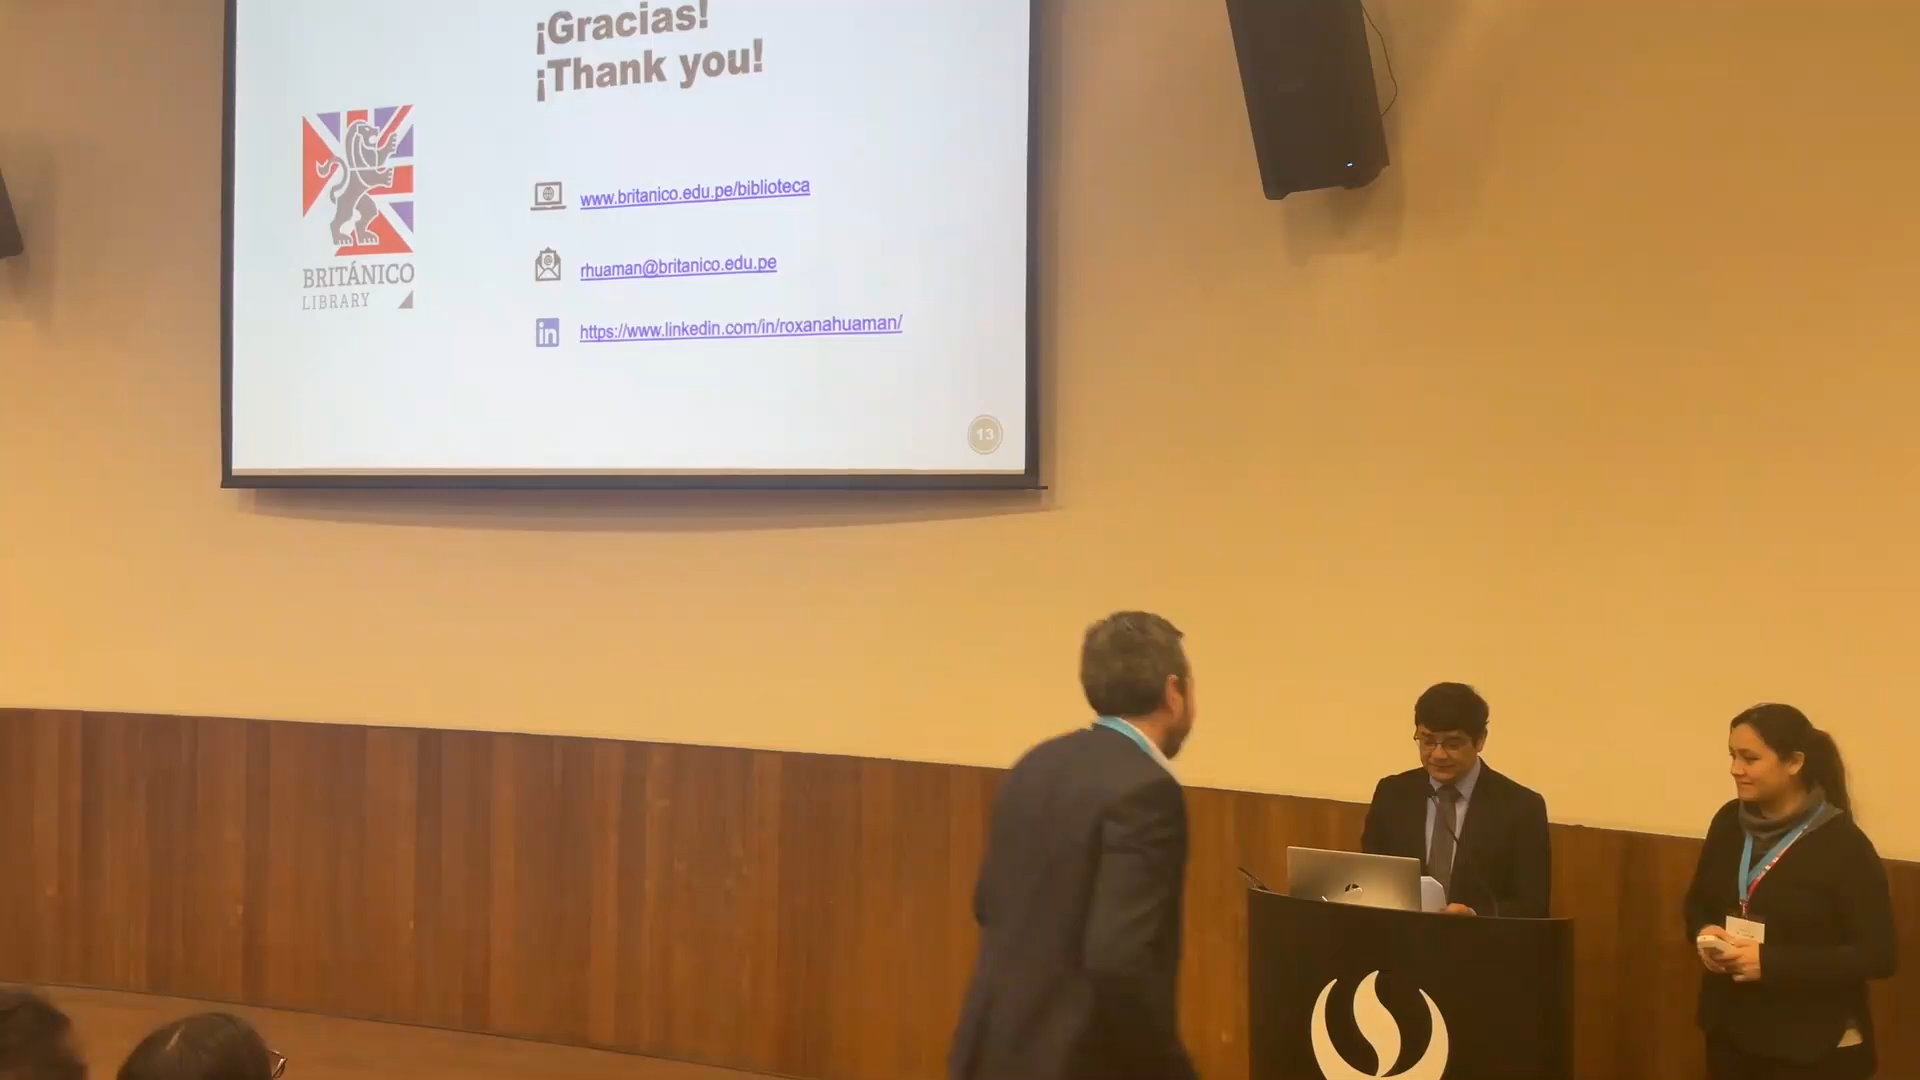 ¡Gracias!
¡Thank you!
www.britanico.edu.pe/biblioteca
rhuaman@britanico.edu.pe
https://www.linkedin.com/in/roxanahuaman/
in
BRITÁNICO
LIBRARY
13